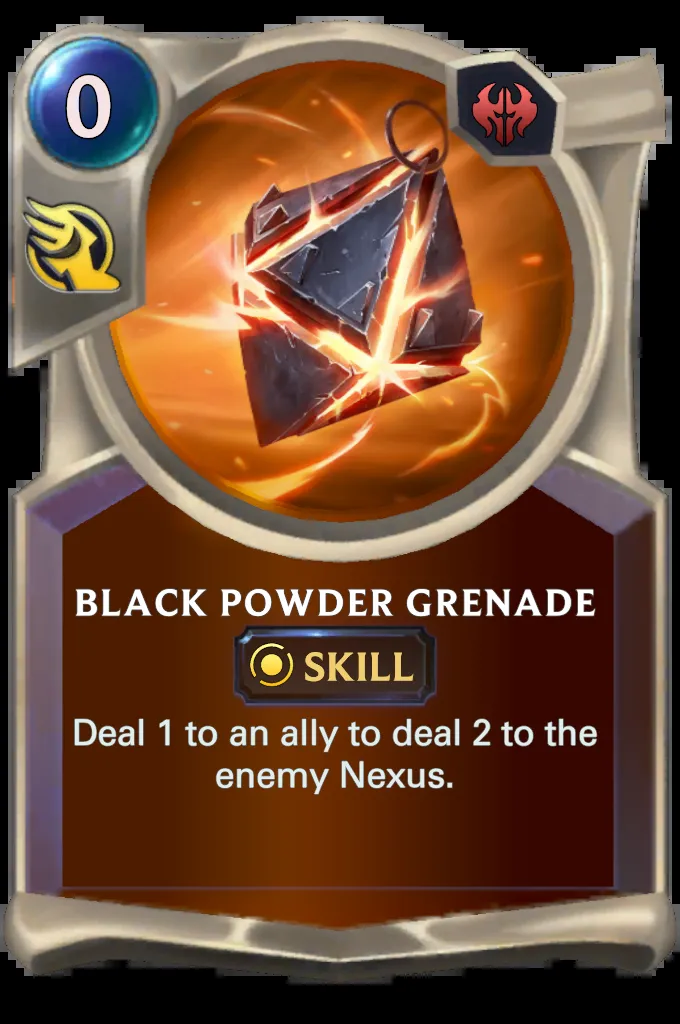 0
BLACK POWDER GRENADE
SKILL
Deal 1 to an ally to deal 2 to the
enemy Nexus.